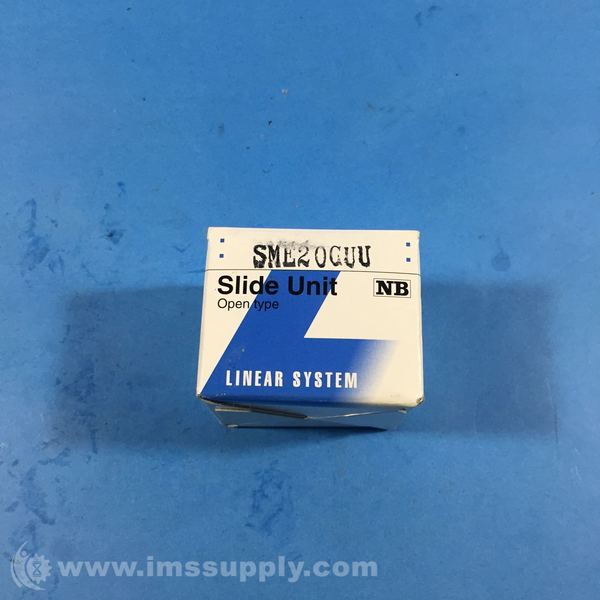 SME20GUU
Slide Unit
NB
Open type
LINEAR SYSTEM
www.imssupply.com